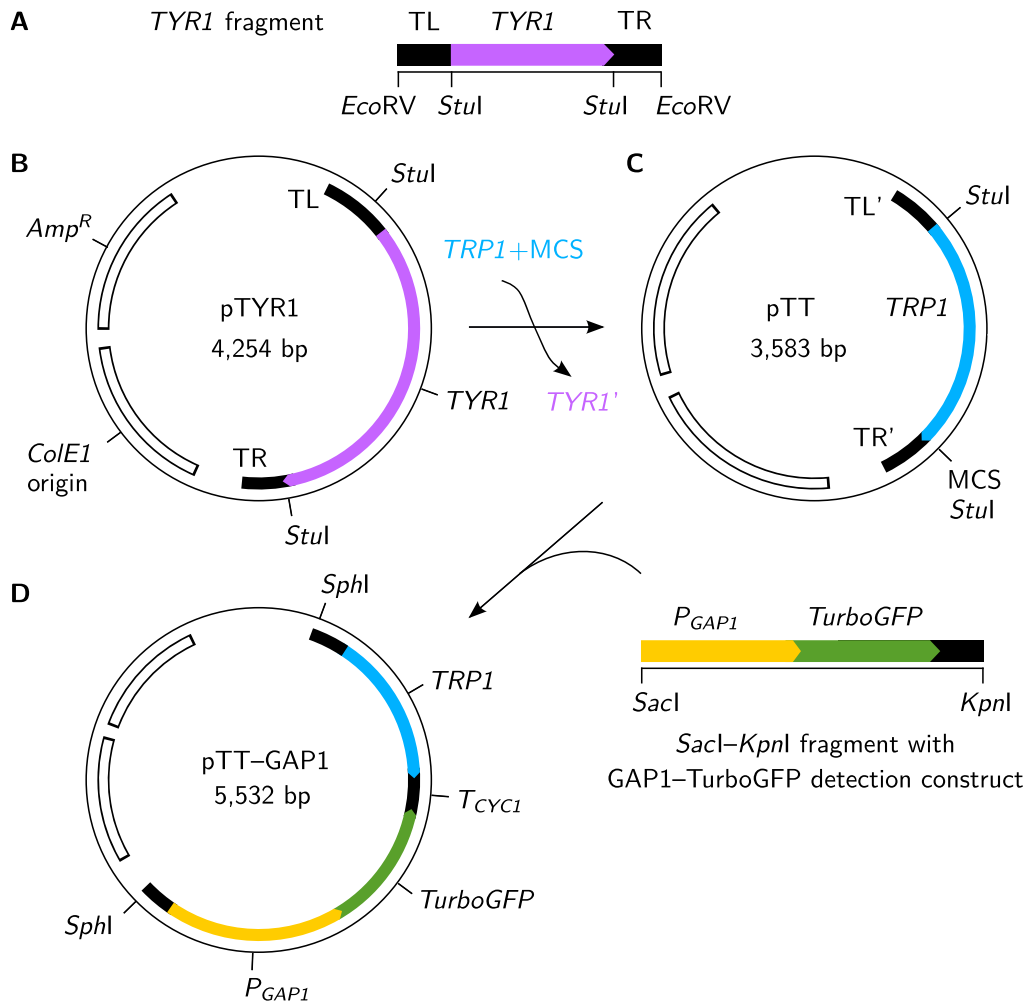 A
TYR1 fragment
TL TYR1 TR
EcoRV StuI StuI EcoRV
B
StuI
TL
AmpR
pTYR1
4,254 bp
TYR1
ColE1
origin
TR
StuI
TRP1+MCS
TYR1'
C
StuI
TL'
pTT
3,583 bp
TRP1
TR'
MCS
StuI
D
SphI
TRP1
pTT–GAP1
5,532 bp
TCYC1
TurboGFP
SphI
PGAP1
PGAP1 TurboGFP
SacI KpnI
SacI–KpnI fragment with
GAP1–TurboGFP detection construct